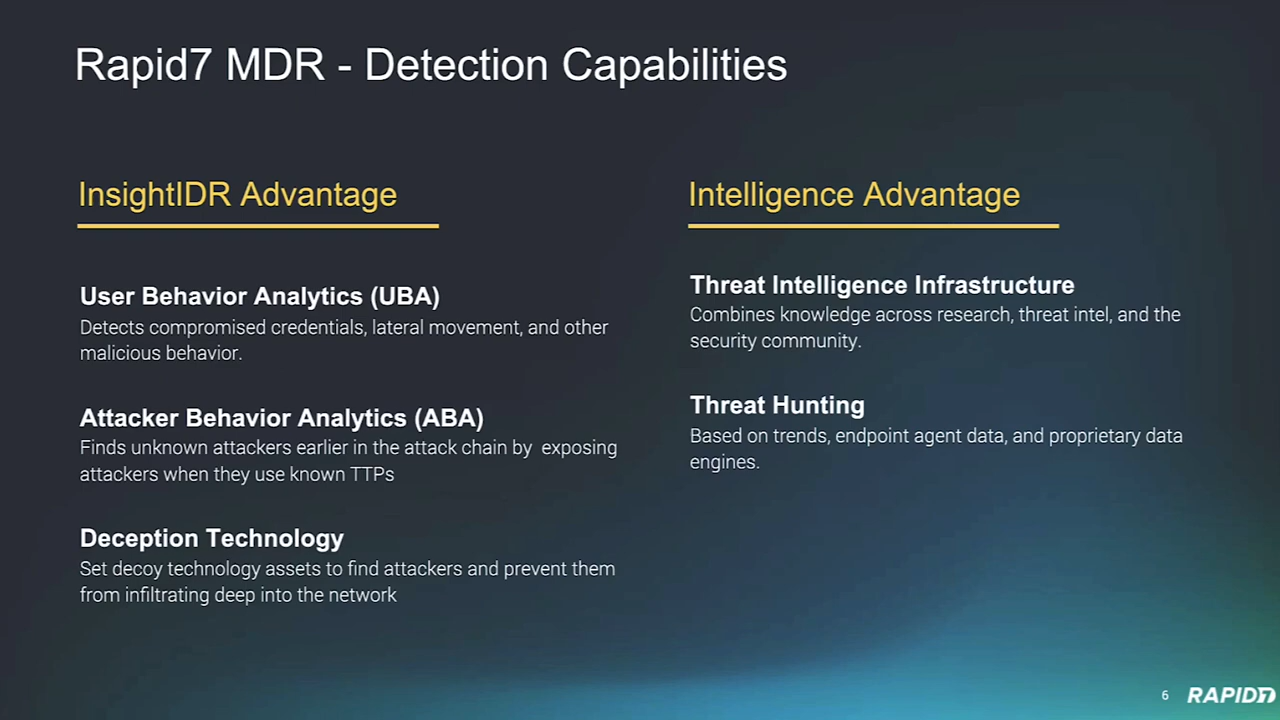 Rapid7 MDR - Detection Capabilities
InsightIDR Advantage
User Behavior Analytics (UBA)
Detects compromised credentials, lateral movement, and other
malicious behavior.
Attacker Behavior Analytics (ABA)
Finds unknown attackers earlier in the attack chain by  exposing
attackers when they use known TTPs
Deception Technology
Set decoy technology assets to find attackers and prevent them
from infiltrating deep into the network
Intelligence Advantage
Threat Intelligence Infrastructure
Combines knowledge across research, threat intel, and the
security community.
Threat Hunting
Based on trends, endpoint agent data, and proprietary data
engines.
6 RAPID7